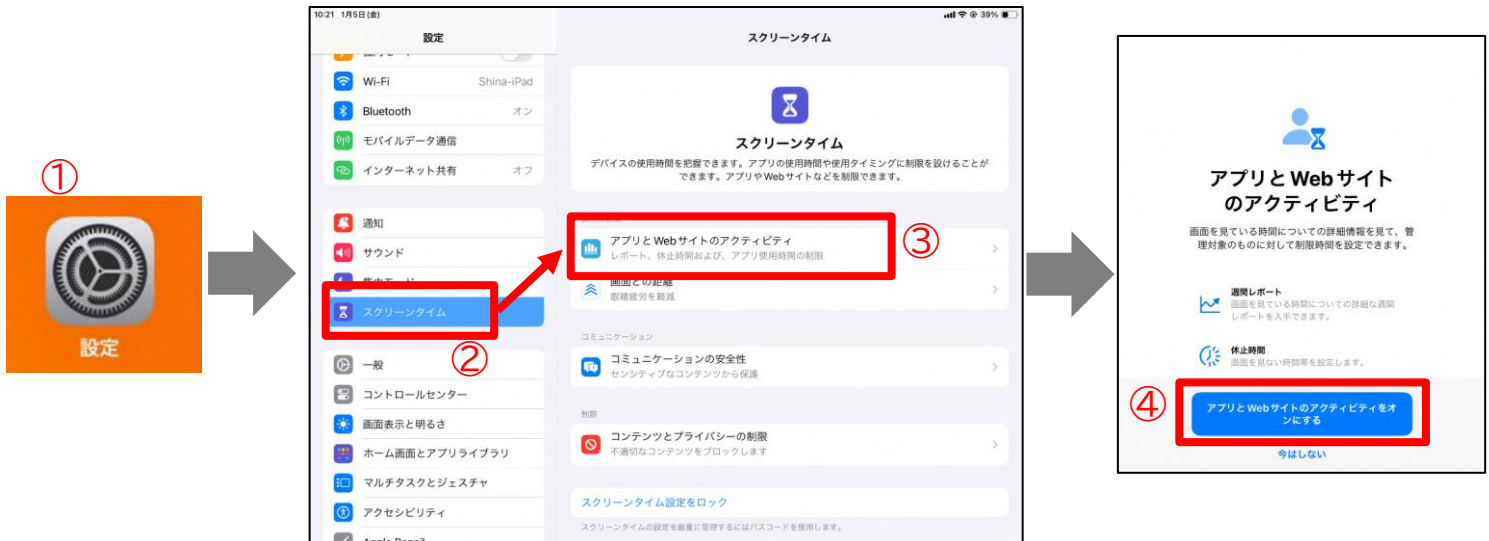 ①
設定
10:21 1月5日(金)
39%
設定
Wi-Fi
Shina-iPad
Bluetooth
オン
モバイルデータ通信
インターネット共有
オフ
通知
サウンド
スクリーンタイム
②
一般
コントロールセンター
画面表示と明るさ
ホーム画面とアプリライブラリ
マルチタスクとジェスチャ
アクセシビリティ
Apple Pencil
スクリーンタイム
スクリーンタイム
デバイスの使用時間を把握できます。アプリの使用時間や使用タイミングに制限を設けることが
できます。アプリやWebサイトなどを制限できます。
アプリとWebサイトのアクティビティ
レポート、休止時間および、アプリ使用時間の制限
③
画面との距離
眼精疲労を軽減
コミュニケーション
コミュニケーションの安全性
センシティブなコンテンツから保護
制限
コンテンツとプライバシーの制限
不適切なコンテンツをブロックします
スクリーンタイム設定をロック
スクリーンタイムの設定を厳重に管理するにはパスコードを使用します。
アプリとWebサイト
のアクティビティ
画面を見ている時間についての詳細情報を見て、管
理対象のものに対して制限時間を設定できます。
週間レポート
画面を見ている時間についての詳細な週間
レポートを入手できます。
休止時間
画面を見ない時間帯を設定します。
④
アプリとWebサイトのアクティビティをオ
ンにする
今はしない